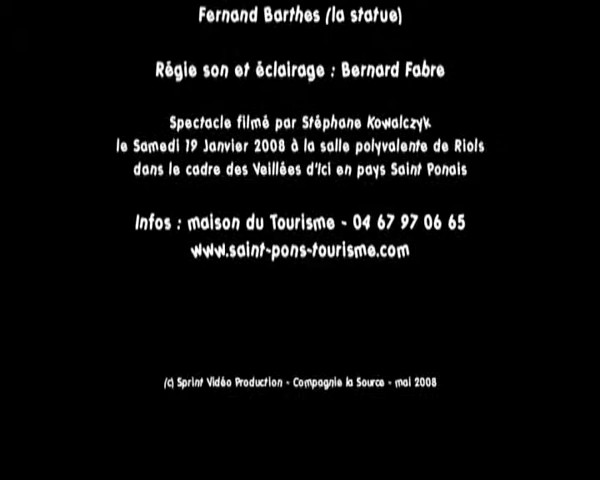 Fernand Barthes (la statue)
Régie son et éclairage : Bernard Fabre
Spectacle filmé par Stéphane Kowalczyk
le Samedi 19 Janvier 2008 à la salle polyvalente de Riols
dans le cadre des Veillées d'Ici en pays Saint Ponais
Infos : maison du Tourisme - 04 67 97 06 65
www.saint-pons-tourisme.com
(c) Sprint Vidéo Production - Compagnie la Source - mai 2008